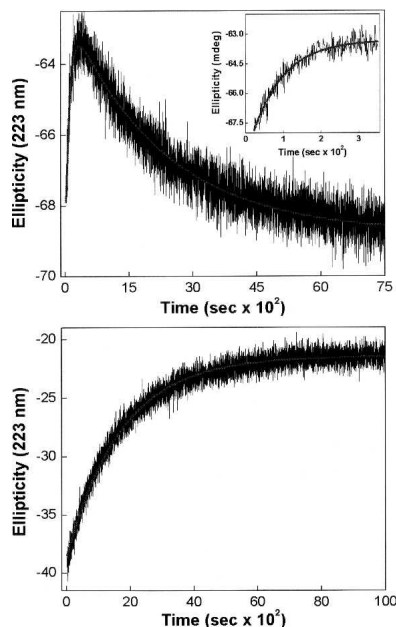 Ellipticity (223 nm)
-64
-66
-68
-70
0 15 30 45 60 75
Time (sec x 10²)
Ellipticity (mdeg)
-63.0
-64.5
-66.0
-67.5
0 1 2 3
Time (sec x 10²)
Ellipticity (223 nm)
-20
-25
-30
-35
-40
0 20 40 60 80 100
Time (sec x 10²)